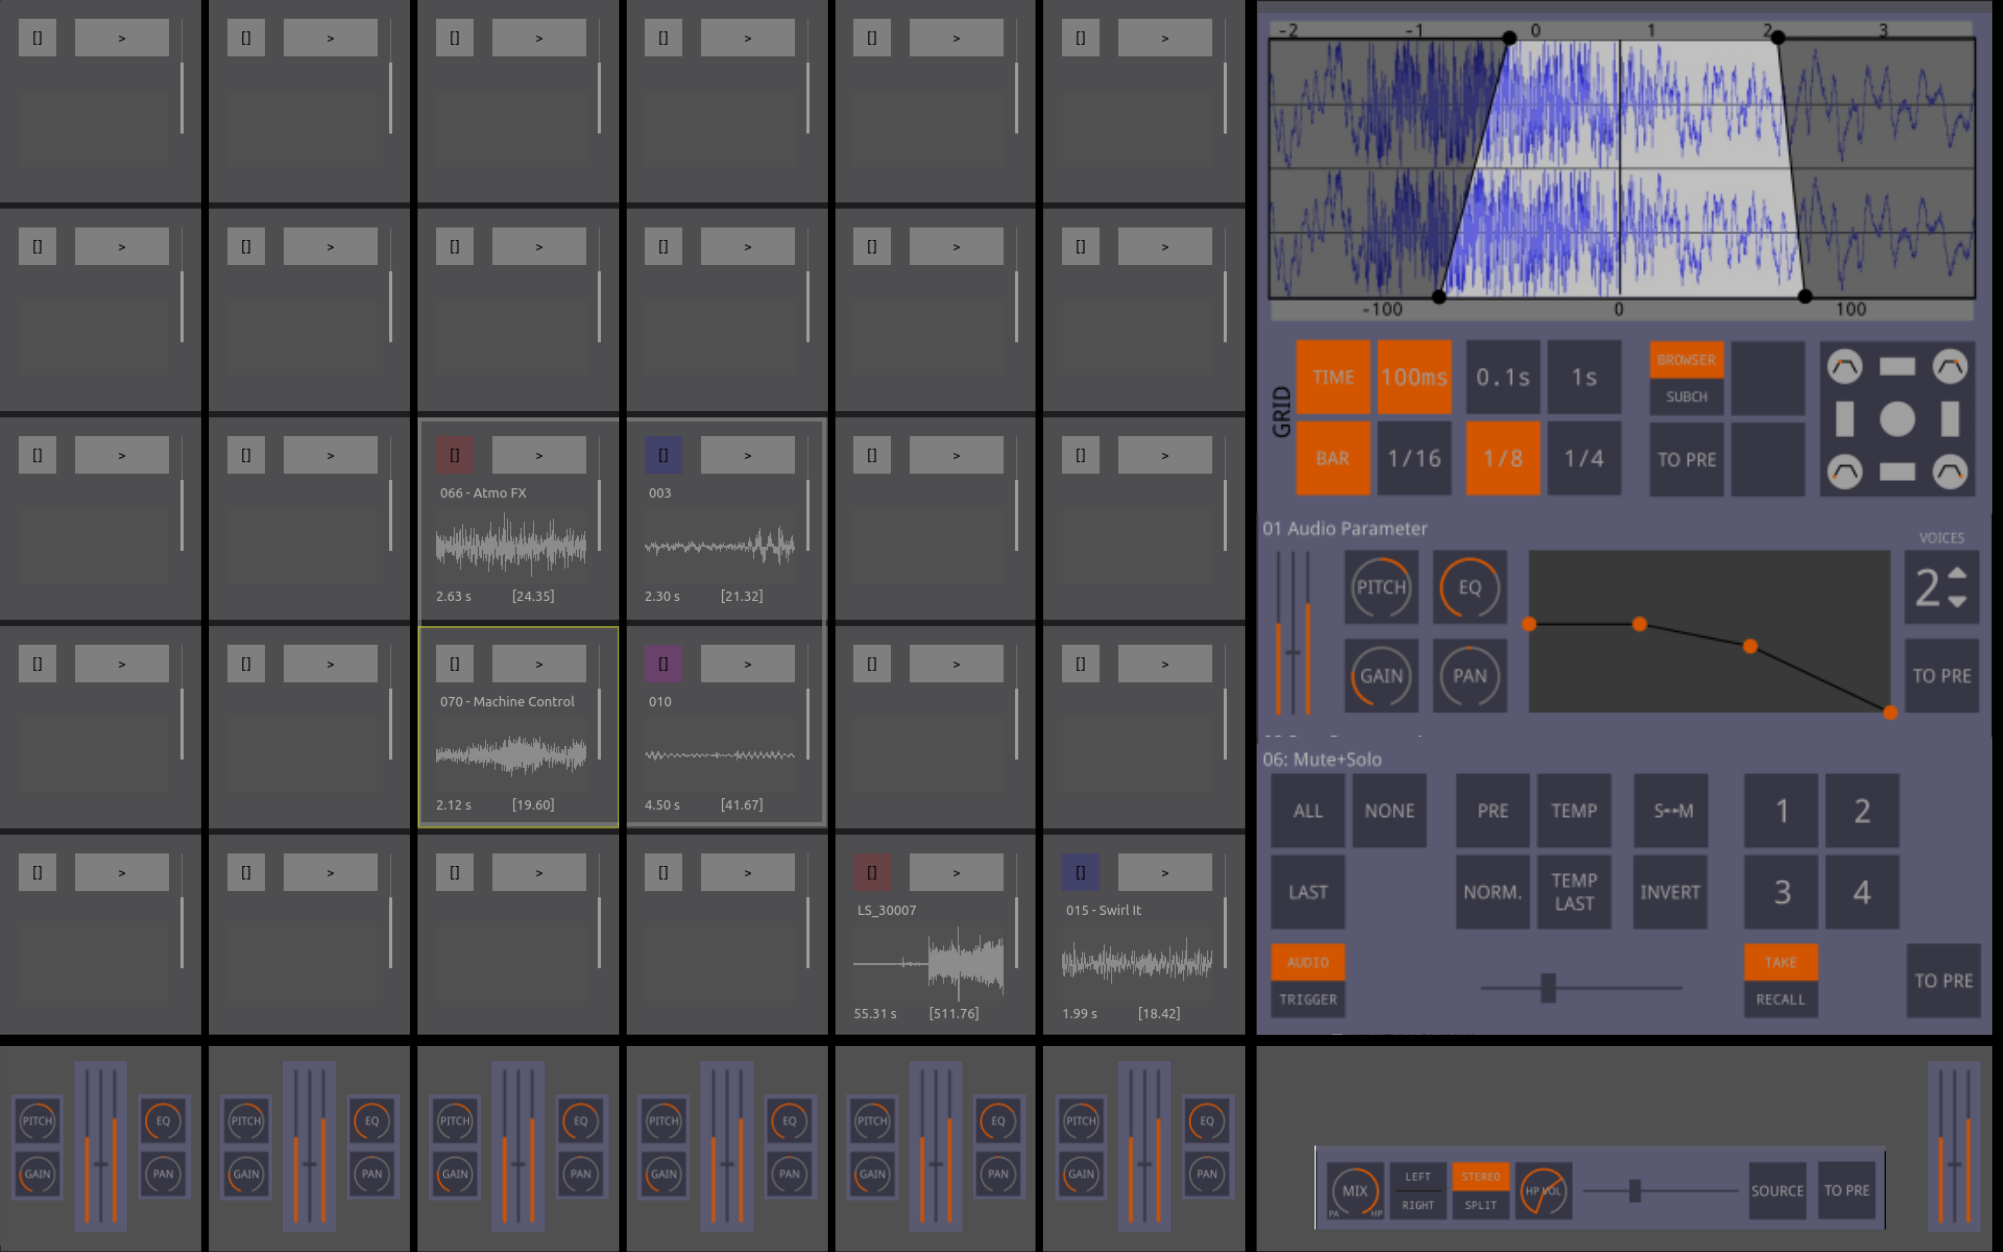 [] > [] > [] > [] > [] > [] >
[] > [] > [] > [] > [] > [] >
[] > [] > [] > [] > [] > [] >
066 - Atmo FX 003
2.63 s [24.35] 2.30 s [21.32]
[] > [] > [] > [] > [] > [] >
070 - Machine Control 010
2.12 s [19.60] 4.50 s [41.67]
[] > [] > [] > [] > [] > [] >
LS_30007 015 - Swirl It
55.31 s [511.76] 1.99 s [18.42]
PITCH EQ PITCH EQ PITCH EQ PITCH EQ PITCH EQ PITCH EQ
GAIN PAN GAIN PAN GAIN PAN GAIN PAN GAIN PAN GAIN PAN
-2 -1 0 1 2 3
-100 0 100
GRID
TIME 100ms 0.1s 1s
BROWSER
SUBCH
BAR 1/16 1/8 1/4 TO PRE
01 Audio Parameter
VOICES
PITCH EQ 2
GAIN PAN TO PRE
06: Mute+Solo
ALL NONE PRE TEMP S↔M 1 2
LAST NORM. TEMP LAST INVERT 3 4
AUDIO TAKE
TRIGGER RECALL TO PRE
MIX LEFT STEREO HP VOL SOURCE TO PRE
PA HP RIGHT SPLIT